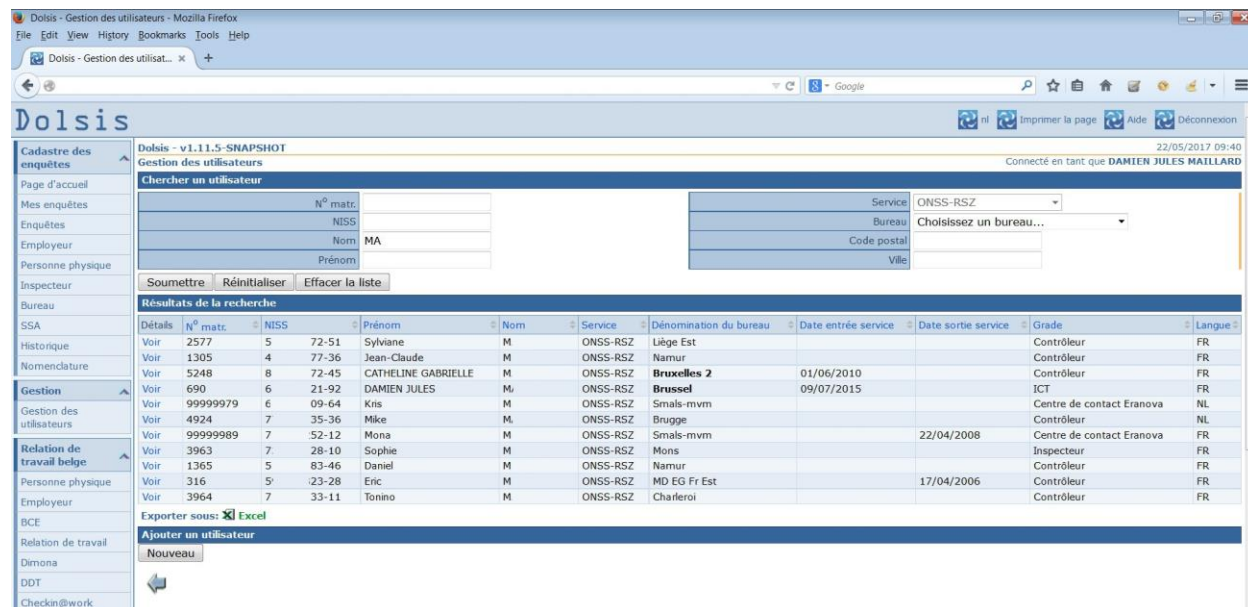 Dolsis - Gestion des utilisateurs - Mozilla Firefox
File Edit View History Bookmarks Tools Help
Dolsis - Gestion des utilisat... × +
Google
Dolsis
nl Imprimer la page Aide Déconnexion
Cadastre des enquêtes
Page d'accueil
Mes enquêtes
Enquêtes
Employeur
Personne physique
Inspecteur
Bureau
SSA
Historique
Nomenclature
Gestion
Gestion des utilisateurs
Relation de travail belge
Personne physique
Employeur
BCE
Relation de travail
Dimona
DDT
Checkin@work
Dolsis - v1.11.5-SNAPSHOT 22/05/2017 09:40
Gestion des utilisateurs Connecté en tant que DAMIEN JULES MAILLARD
Chercher un utilisateur
N° matr. Service ONSS-RSZ
NISS Bureau Choisissez un bureau...
Nom MA Code postal
Prénom Ville
Soumettre Réinitialiser Effacer la liste
Résultats de la recherche
Détails N° matr. NISS Prénom Nom Service Dénomination du bureau Date entrée service Date sortie service Grade Langue
Voir 2577 5 72-51 Sylviane M ONSS-RSZ Liège Est Contrôleur FR
Voir 1305 4 77-36 Jean-Claude M ONSS-RSZ Namur Contrôleur FR
Voir 5248 8 72-45 CATHELINE GABRIELLE M ONSS-RSZ Bruxelles 2 01/06/2010 Contrôleur FR
Voir 690 6 21-92 DAMIEN JULES M ONSS-RSZ Brussel 09/07/2015 ICT FR
Voir 99999979 6 09-64 Kris M ONSS-RSZ Smals-mvm Centre de contact Eranova NL
Voir 4924 7 35-36 Mike M ONSS-RSZ Brugge Contrôleur NL
Voir 99999989 7 52-12 Mona M ONSS-RSZ Smals-mvm 22/04/2008 Centre de contact Eranova FR
Voir 3963 7 28-10 Sophie M ONSS-RSZ Mons Inspecteur FR
Voir 1365 5 83-46 Daniel M ONSS-RSZ Namur Contrôleur FR
Voir 316 5 23-28 Eric M ONSS-RSZ MD EG Fr Est 17/04/2006 Contrôleur FR
Voir 3964 7 33-11 Tonino M ONSS-RSZ Charleroi Contrôleur FR
Exporter sous: Excel
Ajouter un utilisateur
Nouveau